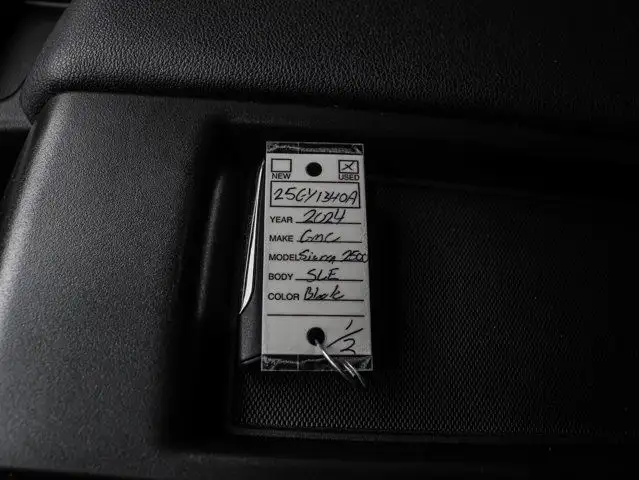 NEW USED
25GY1340A
YEAR 2024
MAKE GMC
MODEL Sierra 2500
BODY SLE
COLOR Black
1/2